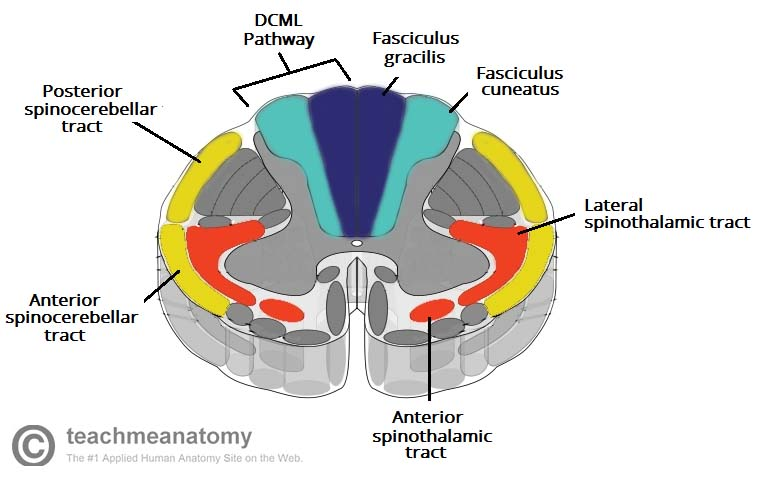 DCML
Pathway
Fasciculus
gracilis
Fasciculus
cuneatus
Posterior
spinocerebellar
tract
Lateral
spinothalamic tract
Anterior
spinocerebellar
tract
Anterior
spinothalamic
tract
© teachmeanatomy
The #1 Applied Human Anatomy Site on the Web.